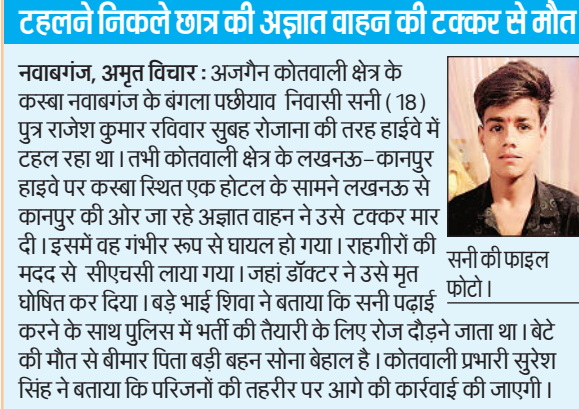 टहलने निकले छात्र की अज्ञात वाहन की टक्कर से मौत
नवाबगंज, अमृत विचार : अजगैन कोतवाली क्षेत्र के
कस्बा नवाबगंज के बंगला पछीयाव निवासी सनी (18)
पुत्र राजेश कुमार रविवार सुबह रोजाना की तरह हाईवे में
टहल रहा था। तभी कोतवाली क्षेत्र के लखनऊ-कानपुर
हाइवे पर कस्बा स्थित एक होटल के सामने लखनऊ से
कानपुर की ओर जा रहे अज्ञात वाहन ने उसे टक्कर मार
दी। इसमें वह गंभीर रूप से घायल हो गया। राहगीरों की
मदद से सीएचसी लाया गया। जहां डॉक्टर ने उसे मृत
घोषित कर दिया। बड़े भाई शिवा ने बताया कि सनी पढ़ाई
करने के साथ पुलिस में भर्ती की तैयारी के लिए रोज दौड़ने जाता था। बेटे
की मौत से बीमार पिता बड़ी बहन सोना बेहाल है। कोतवाली प्रभारी सुरेश
सिंह ने बताया कि परिजनों की तहरीर पर आगे की कार्रवाई की जाएगी।
सनी की फाइल
फोटो।